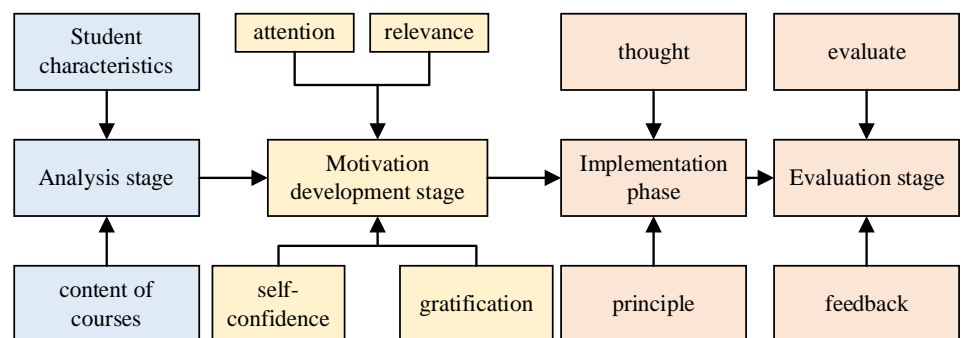 Student
characteristics
attention
relevance
thought
evaluate
Analysis stage
Motivation
development stage
Implementation
phase
Evaluation stage
content of
courses
self-
confidence
gratification
principle
feedback